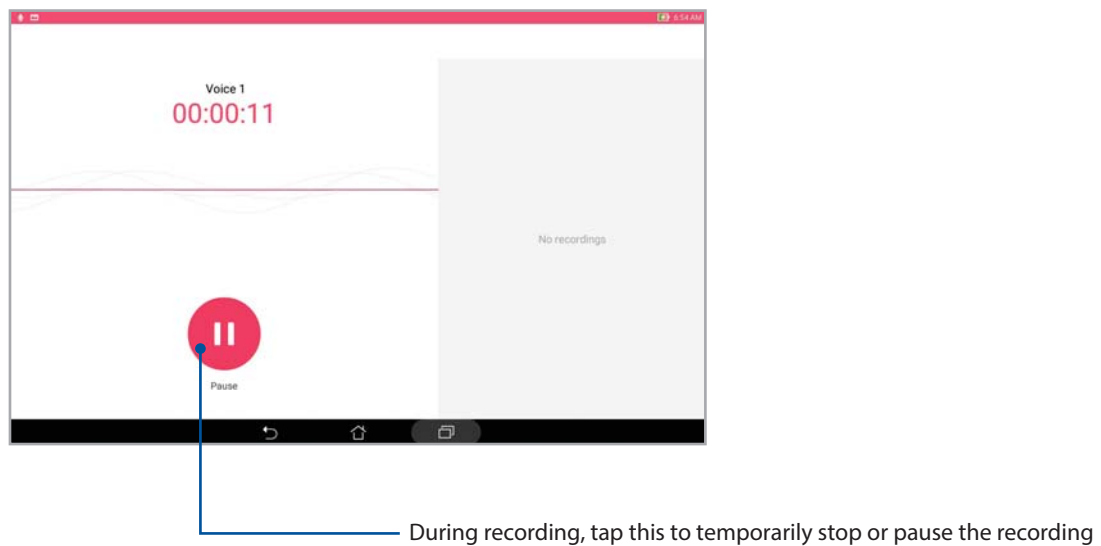 6:54 AM
Voice 1
00:00:11
No recordings
Pause
During recording, tap this to temporarily stop or pause the recording